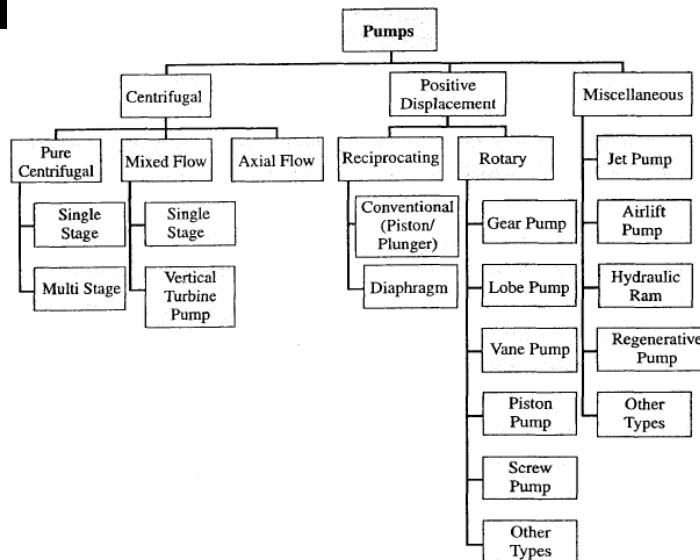 Pumps
Centrifugal
Positive
Displacement
Miscellaneous
Pure
Centrifugal
Mixed Flow
Axial Flow
Reciprocating
Rotary
Single
Stage
Multi Stage
Single
Stage
Vertical
Turbine
Pump
Conventional
(Piston/
Plunger)
Diaphragm
Gear Pump
Lobe Pump
Vane Pump
Piston
Pump
Screw
Pump
Other
Types
Jet Pump
Airlift
Pump
Hydraulic
Ram
Regenerative
Pump
Other
Types